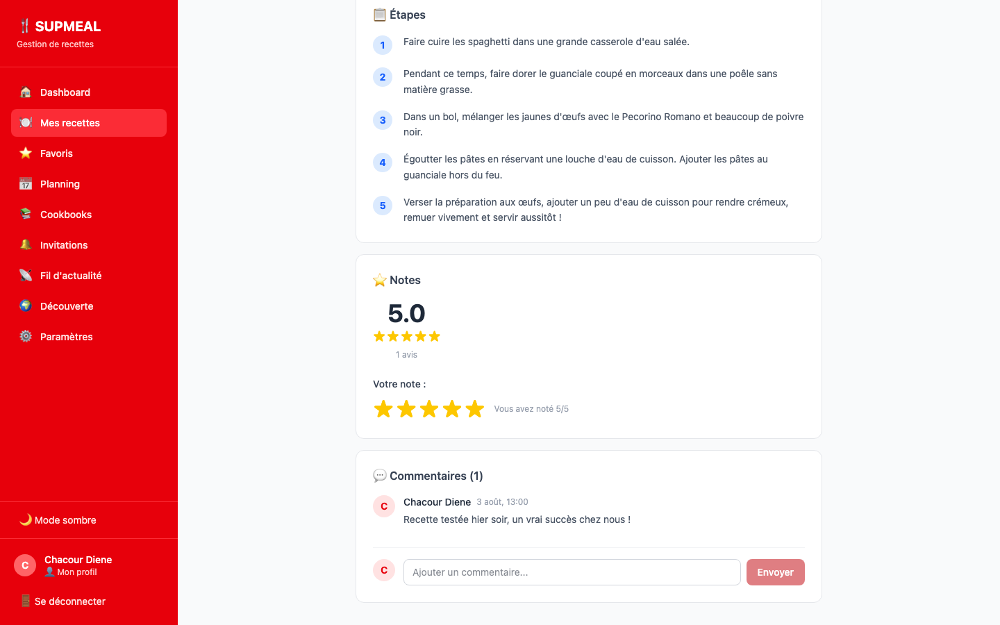 SUPMEAL
Gestion de recettes
Dashboard
Mes recettes
Favoris
17
Planning
Cookbooks
Invitations
Fil d'actualité
Découverte
Paramètres
Mode sombre
C
Chacour Diene
Mon profil
Se déconnecter
Étapes
1
Faire cuire les spaghetti dans une grande casserole d'eau salée.
2
Pendant ce temps, faire dorer le guanciale coupé en morceaux dans une poêle sans
matière grasse.
3
Dans un bol, mélanger les jaunes d'œufs avec le Pecorino Romano et beaucoup de poivre
noir.
4
Égoutter les pâtes en réservant une louche d'eau de cuisson. Ajouter les pâtes au
guanciale hors du feu.
5
Verser la préparation aux œufs, ajouter un peu d'eau de cuisson pour rendre crémeux,
remuer vivement et servir aussitôt !
Notes
5.0
1 avis
Votre note :
Vous avez noté 5/5
Commentaires (1)
C
Chacour Diene 3 août, 13:00
Recette testée hier soir, un vrai succès chez nous !
C
Ajouter un commentaire...
Envoyer